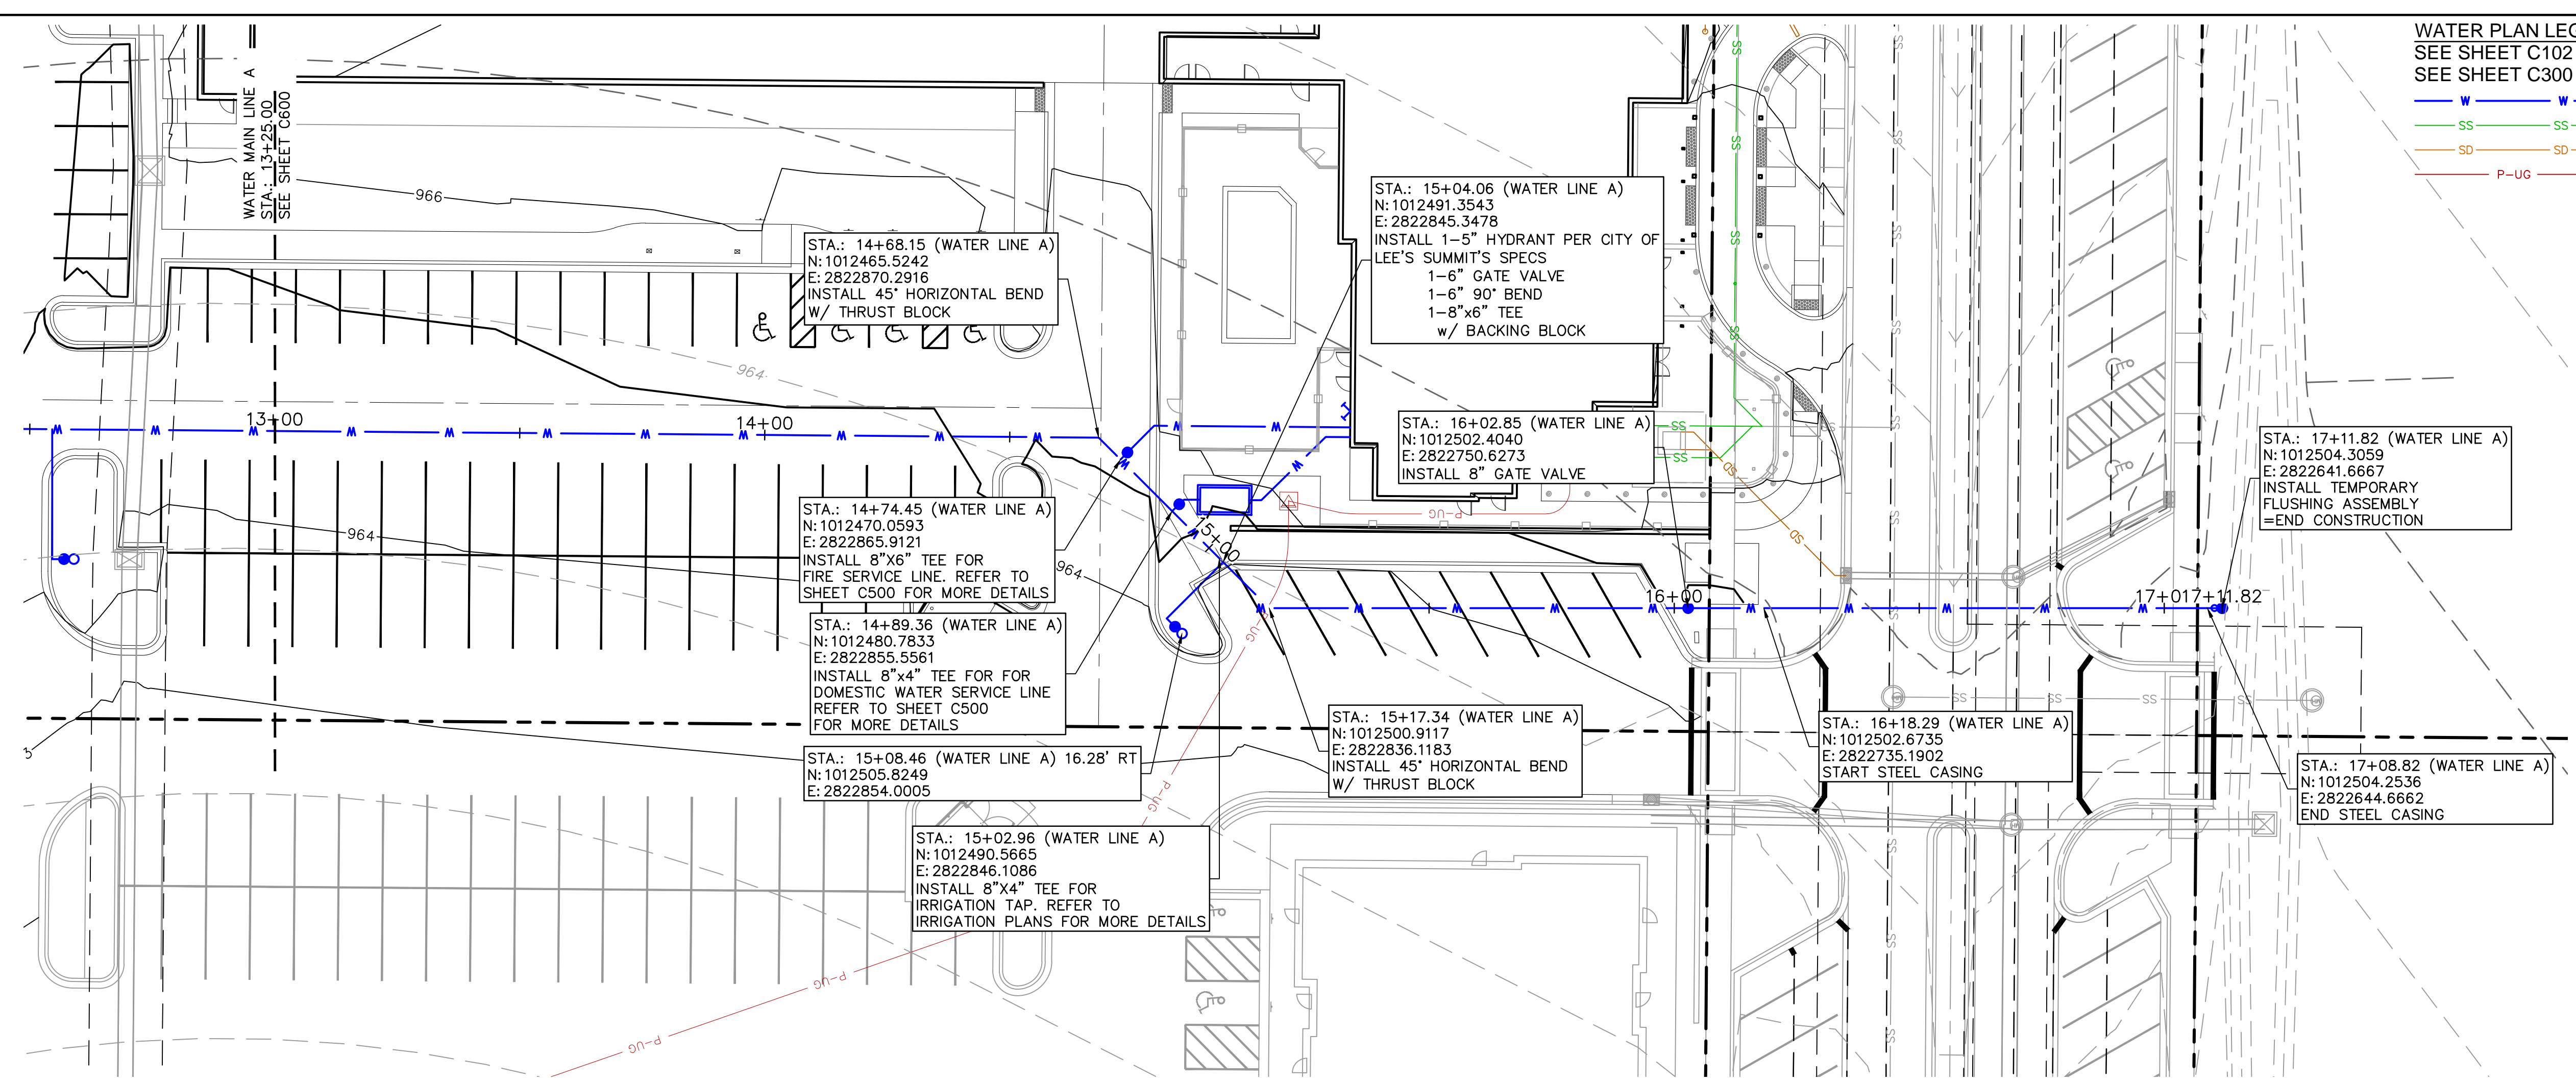 WATER PLAN LEG
SEE SHEET C102
SEE SHEET C300
W W
SS SS
SD SD
P-UG
WATER MAIN LINE A
STA.: 13+25.00
SEE SHEET C600
966
STA.: 14+68.15 (WATER LINE A)
N:1012465.5242
E:2822870.2916
INSTALL 45° HORIZONTAL BEND
W/ THRUST BLOCK
STA.: 15+04.06 (WATER LINE A)
N:1012491.3543
E:2822845.3478
INSTALL 1-5" HYDRANT PER CITY OF
LEE'S SUMMIT'S SPECS
1-6" GATE VALVE
1-6" 90° BEND
1-8"x6" TEE
w/ BACKING BLOCK
964
13+00
14+00
STA.: 16+02.85 (WATER LINE A)
N:1012502.4040
E:2822750.6273
INSTALL 8" GATE VALVE
STA.: 17+11.82 (WATER LINE A)
N:1012504.3059
E:2822641.6667
INSTALL TEMPORARY
FLUSHING ASSEMBLY
=END CONSTRUCTION
964
STA.: 14+74.45 (WATER LINE A)
N:1012470.0593
E:2822865.9121
INSTALL 8"X6" TEE FOR
FIRE SERVICE LINE. REFER TO
SHEET C500 FOR MORE DETAILS
15+00
964
P-UG
SD
16+00
17+0
17+11.82
STA.: 14+89.36 (WATER LINE A)
N:1012480.7833
E:2822855.5561
INSTALL 8"x4" TEE FOR FOR
DOMESTIC WATER SERVICE LINE
REFER TO SHEET C500
FOR MORE DETAILS
STA.: 15+17.34 (WATER LINE A)
N:1012500.9117
E:2822836.1183
INSTALL 45° HORIZONTAL BEND
W/ THRUST BLOCK
STA.: 16+18.29 (WATER LINE A)
N:1012502.6735
E:2822735.1902
START STEEL CASING
STA.: 15+08.46 (WATER LINE A) 16.28' RT
N:1012505.8249
E:2822854.0005
STA.: 17+08.82 (WATER LINE A)
N:1012504.2536
E:2822644.6662
END STEEL CASING
STA.: 15+02.96 (WATER LINE A)
N:1012490.5665
E:2822846.1086
INSTALL 8"X4" TEE FOR
IRRIGATION TAP. REFER TO
IRRIGATION PLANS FOR MORE DETAILS
P-UG
P-UG
P-UG